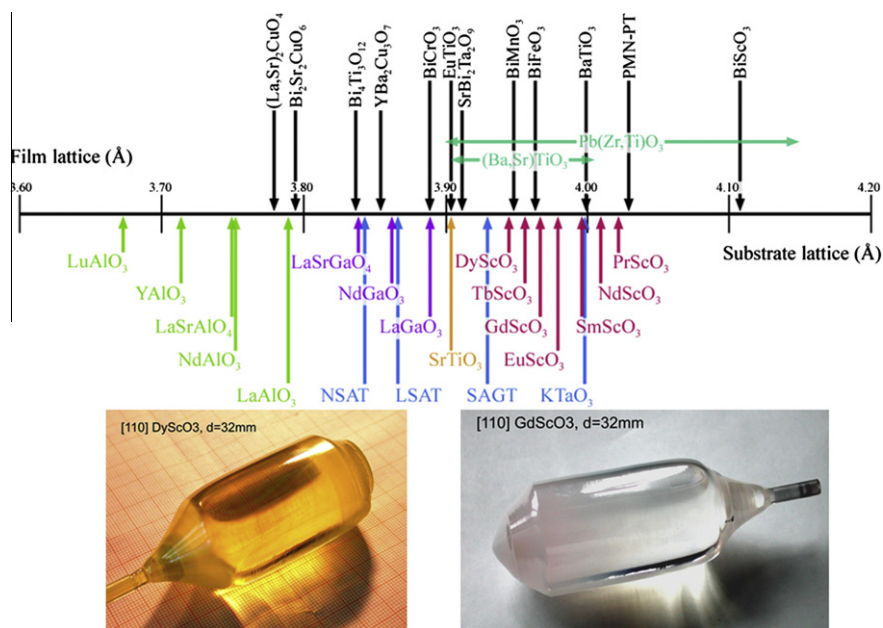 (La,Sr)₂CuO₄
Bi₂Sr₂CuO₆
Bi₄Ti₃O₁₂
YBa₂Cu₃O₇
BiCrO₃
EuTiO₃
SrBi₂Ta₂O₉
BiMnO₃
BiFeO₃
BaTiO₃
PMN-PT
BiScO₃
Pb(Zr,Ti)O₃
Film lattice (Å)
(Ba,Sr)TiO₃
3.60 3.70 3.80 3.90 4.00 4.10 4.20
Substrate lattice (Å)
LuAlO₃ LaSrGaO₄ DyScO₃ PrScO₃
YAlO₃ NdGaO₃ TbScO₃ NdScO₃
LaSrAlO₄ LaGaO₃ GdScO₃ SmScO₃
NdAlO₃ SrTiO₃ EuScO₃
LaAlO₃ NSAT LSAT SAGT KTaO₃
[110] DyScO3, d=32mm
[110] GdScO3, d=32mm